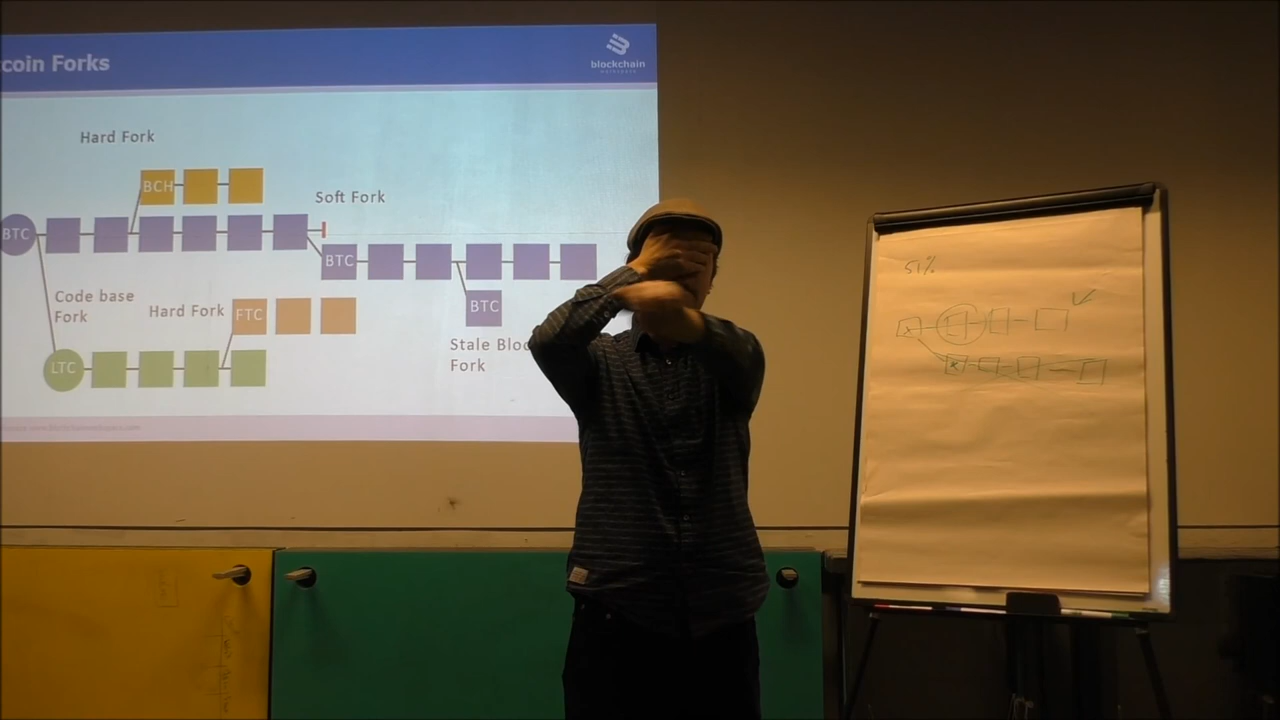 coin Forks
blockchain
Hard Fork
BCH
Soft Fork
BTC
BTC
Code base
Fork
Hard Fork
FTC
BTC
Stale Bloc
Fork
LTC
51%